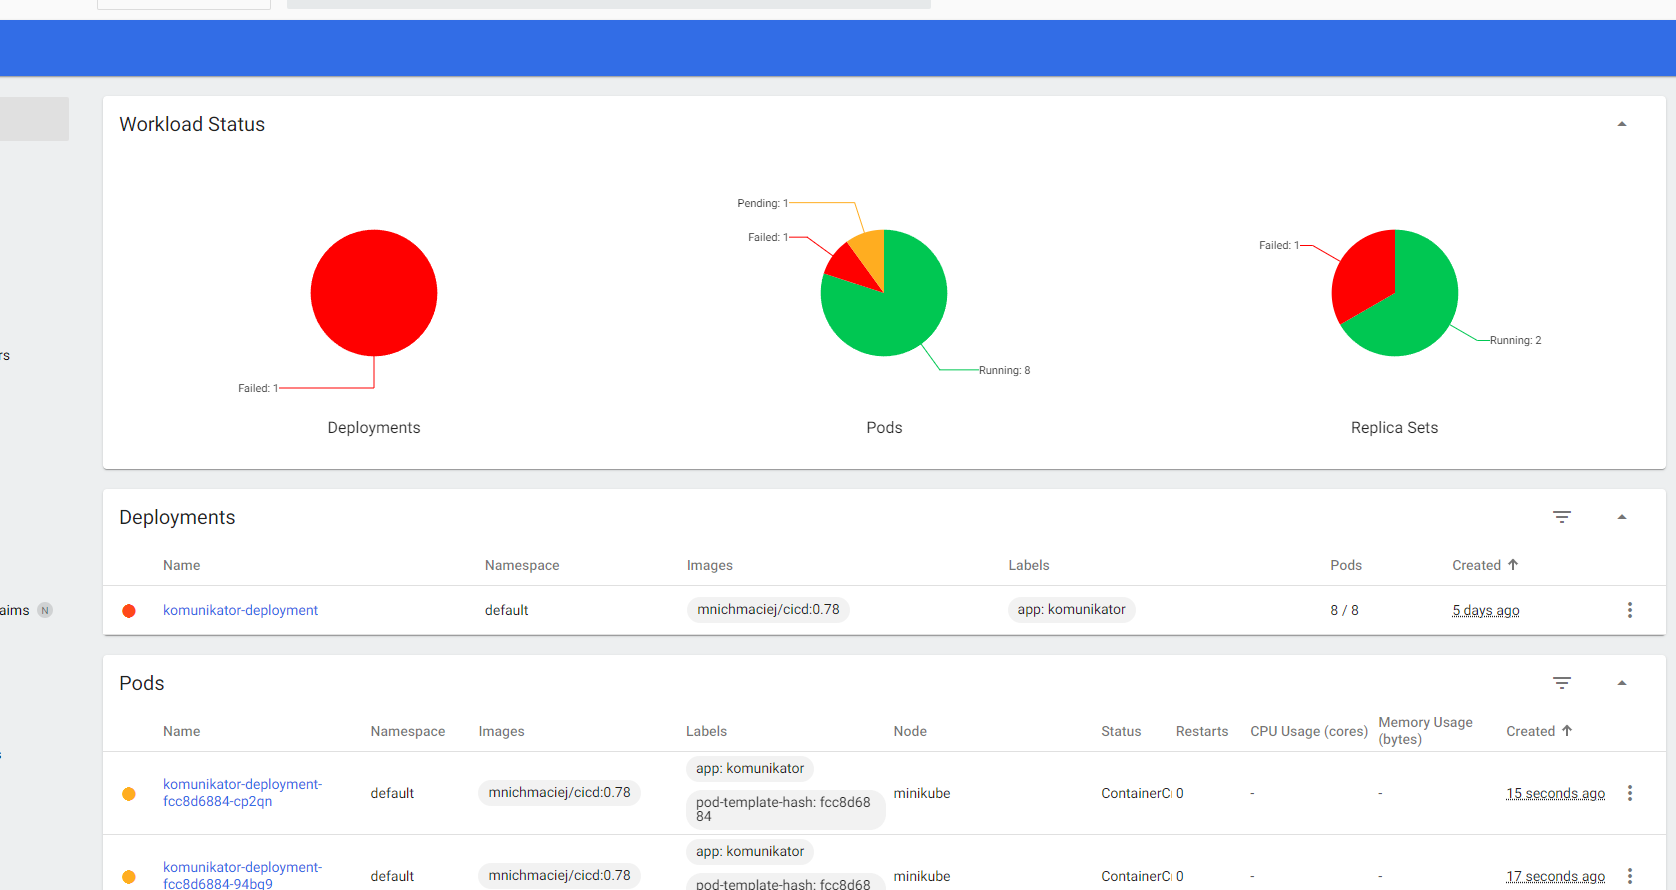 Workload Status
Pending: 1
Failed: 1
Failed: 1
Running: 2
rs
Running: 8
Failed: 1
Deployments
Pods
Replica Sets
Deployments
Name Namespace Images Labels Pods Created
aims N
komunikator-deployment default mnichmaciej/cicd:0.78 app: komunikator 8 / 8 5 days ago
Pods
Name Namespace Images Labels Node Status Restarts CPU Usage (cores) Memory Usage (bytes) Created
komunikator-deployment-
fcc8d6884-cp2qn
default
mnichmaciej/cicd:0.78
app: komunikator
pod-template-hash: fcc8d68
84
minikube
ContainerC
0
-
-
15 seconds ago
komunikator-deployment-
fcc8d6884-94bq9
default
mnichmaciej/cicd:0.78
app: komunikator
pod-template-hash: fcc8d68
minikube
ContainerC
0
-
-
17 seconds ago